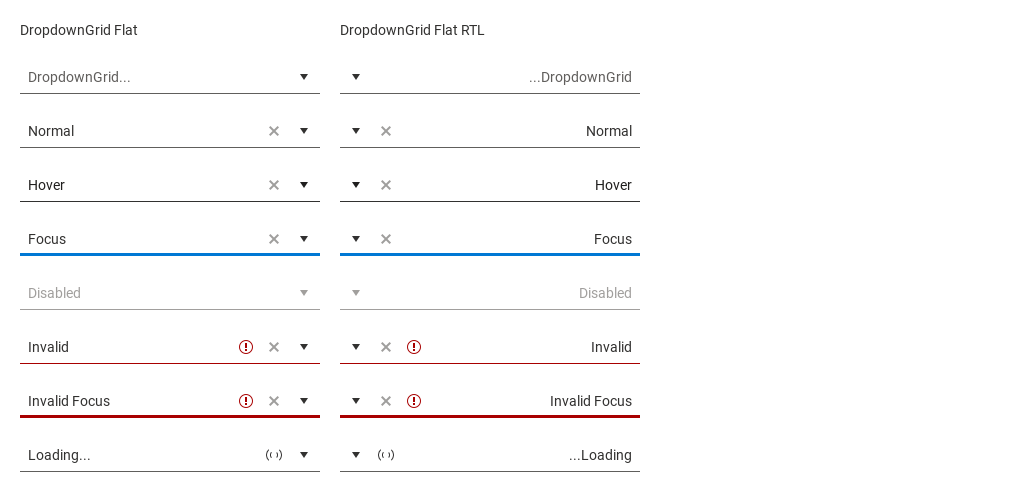 DropdownGrid Flat
DropdownGrid Flat RTL
DropdownGrid...
...DropdownGrid
Normal
Normal
Hover
Hover
Focus
Focus
Disabled
Disabled
Invalid
Invalid
Invalid Focus
Invalid Focus
Loading...
...Loading